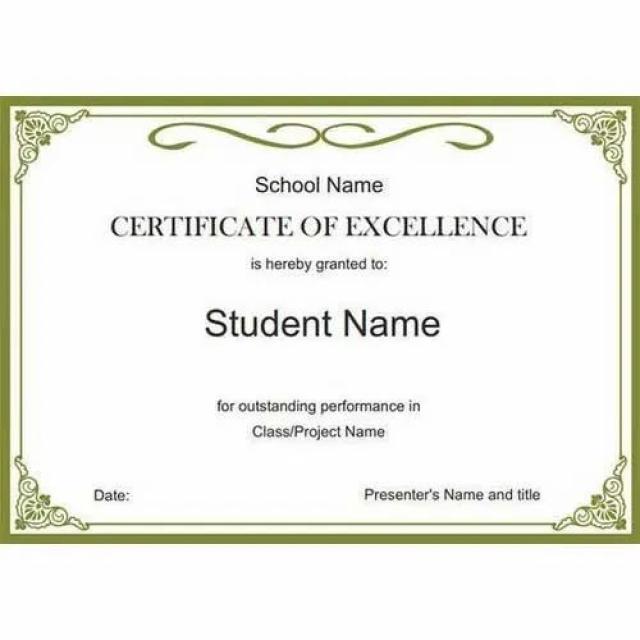 School Name
CERTIFICATE OF EXCELLENCE
is hereby granted to:
Student Name
for outstanding performance in
Class/Project Name
Date: Presenter's Name and title